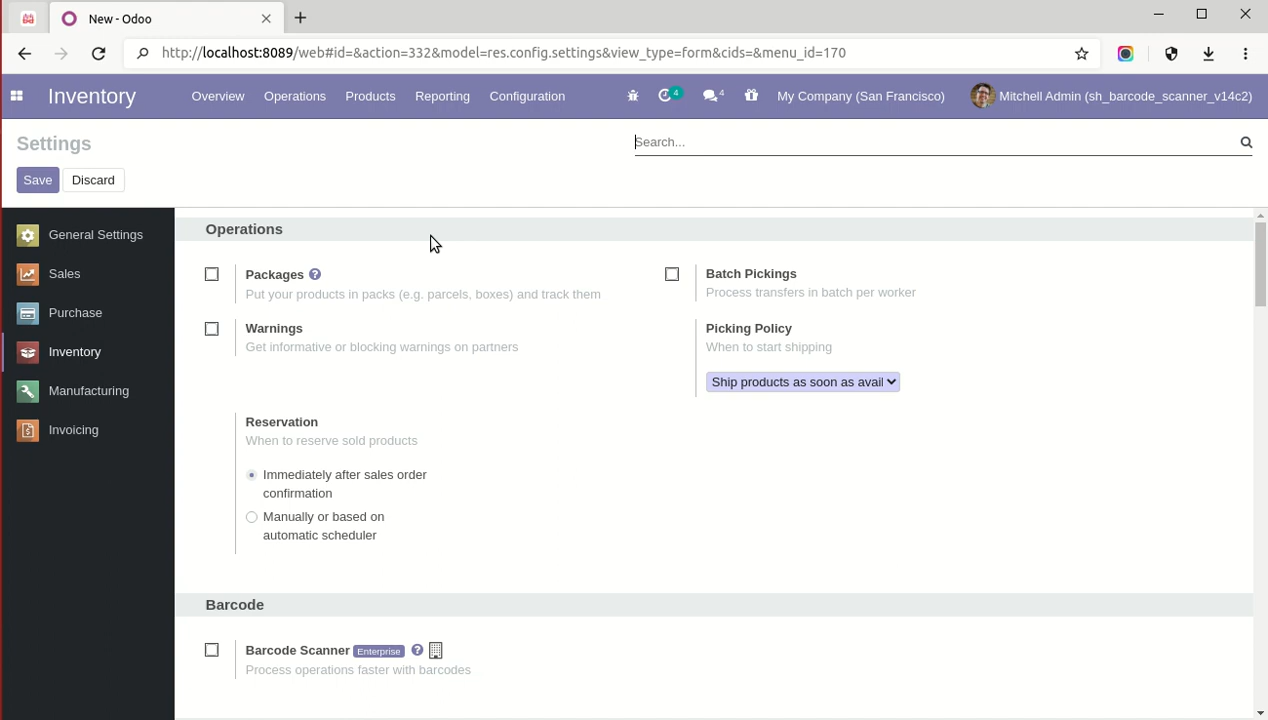 New - Odoo
http://localhost:8089/web#id=&action=332&model=res.config.settings&view_type=form&cids=&menu_id=170
Inventory Overview Operations Products Reporting Configuration 4 4 My Company (San Francisco) Mitchell Admin (sh_barcode_scanner_v14c2)
Settings
Search...
Save Discard
General Settings
Sales
Purchase
Inventory
Manufacturing
Invoicing
Operations
Packages ?
Put your products in packs (e.g. parcels, boxes) and track them
Batch Pickings
Process transfers in batch per worker
Warnings
Get informative or blocking warnings on partners
Picking Policy
When to start shipping
Ship products as soon as avail
Reservation
When to reserve sold products
Immediately after sales order
confirmation
Manually or based on
automatic scheduler
Barcode
Barcode Scanner Enterprise ?
Process operations faster with barcodes